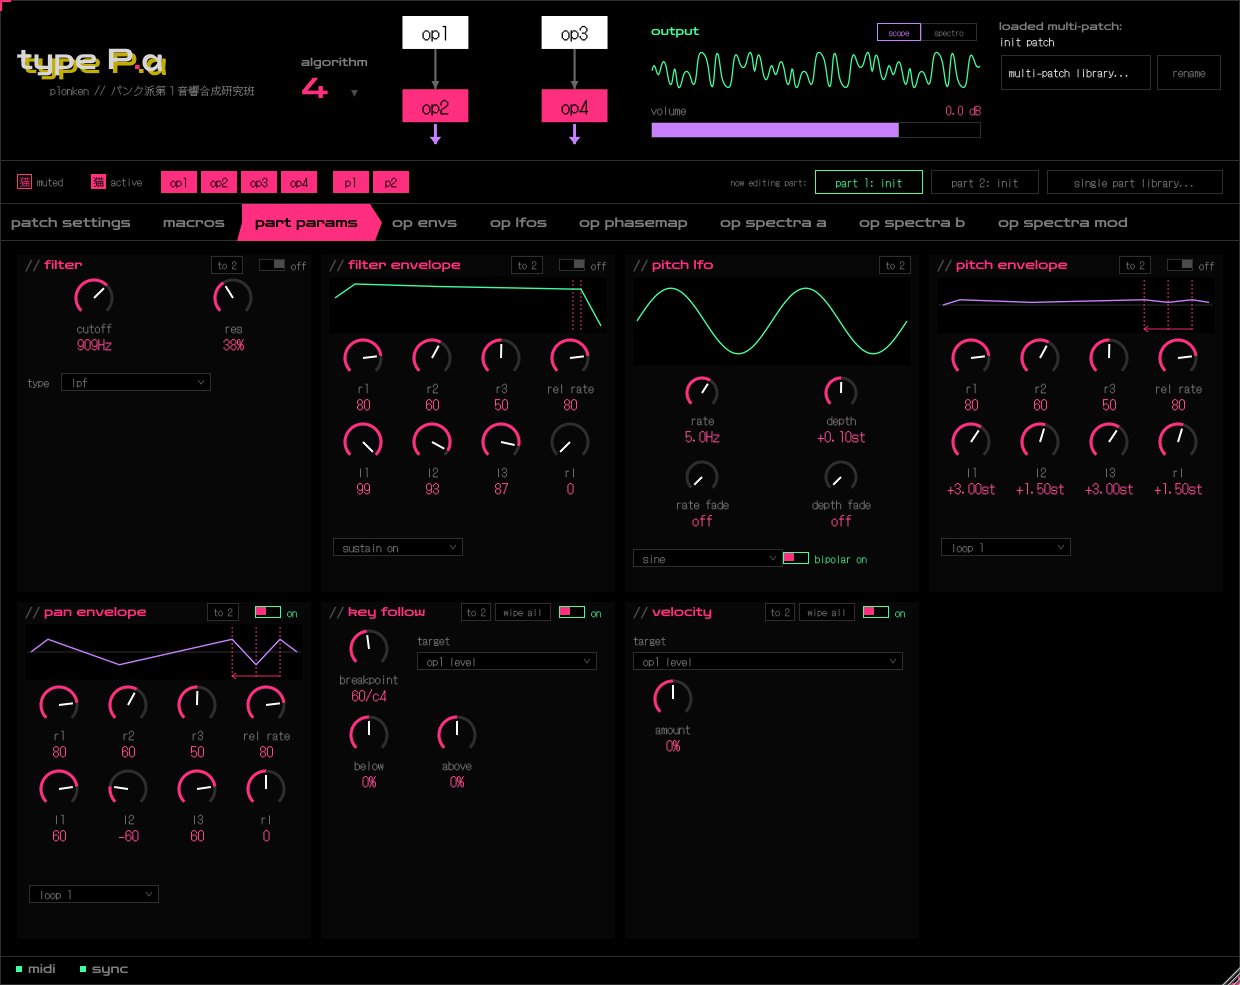 type P.a
plonken // パンク派第1音響合成研究班
algorithm
4
op1
op3
op2
op4
output
scope
spectro
volume
0.0 dB
loaded multi-patch:
init patch
multi-patch library...
rename
猫 muted
猫 active
op1 op2 op3 op4 p1 p2
now editing part:
part 1: init
part 2: init
single part library...
patch settings
macros
part params
op envs
op lfos
op phasemap
op spectra a
op spectra b
op spectra mod
// filter
to 2
off
cutoff
909Hz
res
38%
type
lpf
// filter envelope
to 2
off
r1 r2 r3 rel rate
80 60 50 80
l1 l2 l3 rl
99 93 87 0
sustain on
// pitch lfo
to 2
rate depth
5.0Hz +0.10st
rate fade depth fade
off off
sine
bipolar on
// pitch envelope
to 2
off
r1 r2 r3 rel rate
80 60 50 80
l1 l2 l3 rl
+3.00st +1.50st +3.00st +1.50st
loop 1
// pan envelope
to 2
on
r1 r2 r3 rel rate
80 60 50 80
l1 l2 l3 rl
60 -60 60 0
loop 1
// key follow
to 2
wipe all
on
target
op1 level
breakpoint
60/c4
below above
0% 0%
// velocity
to 2
wipe all
on
target
op1 level
amount
0%
midi
sync